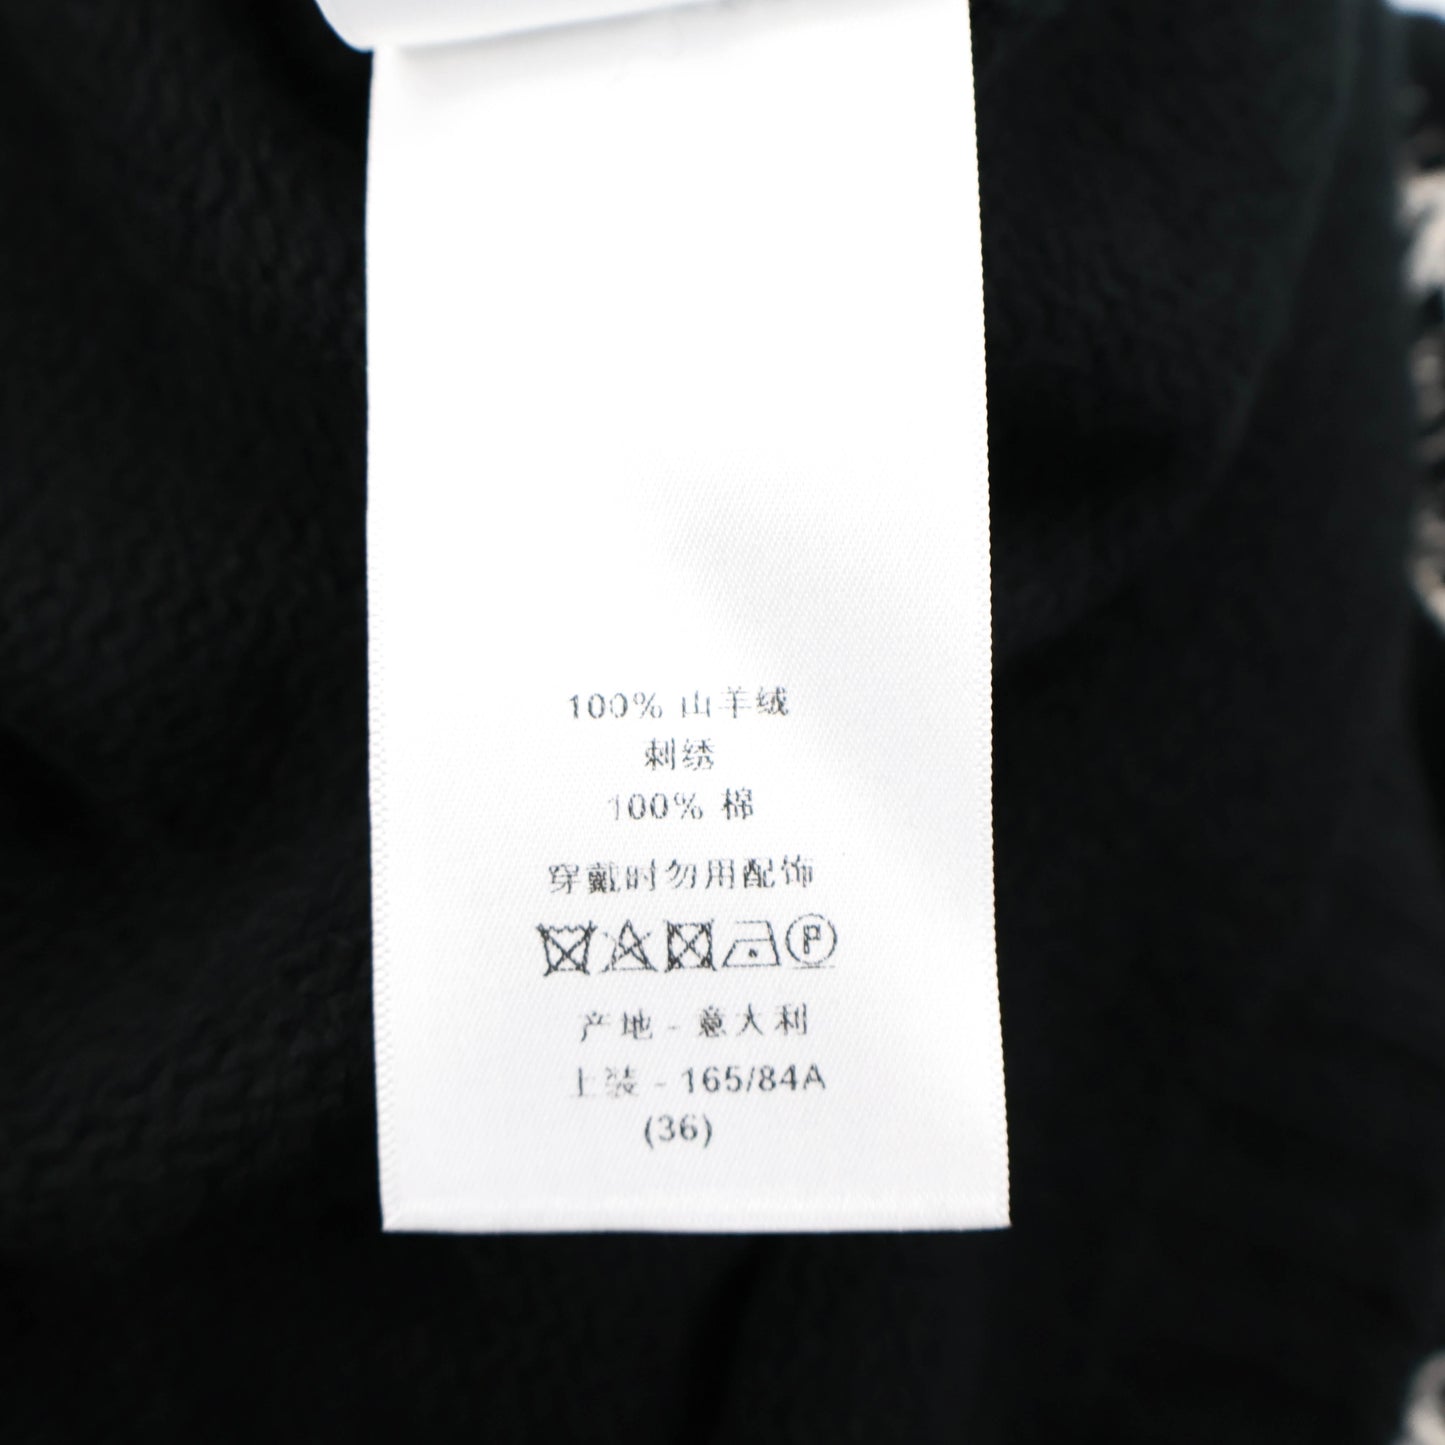 100% 山羊绒
刺绣
100% 棉
穿戴时勿用配饰
P
产地 - 意大利
上装 - 165/84A
(36)